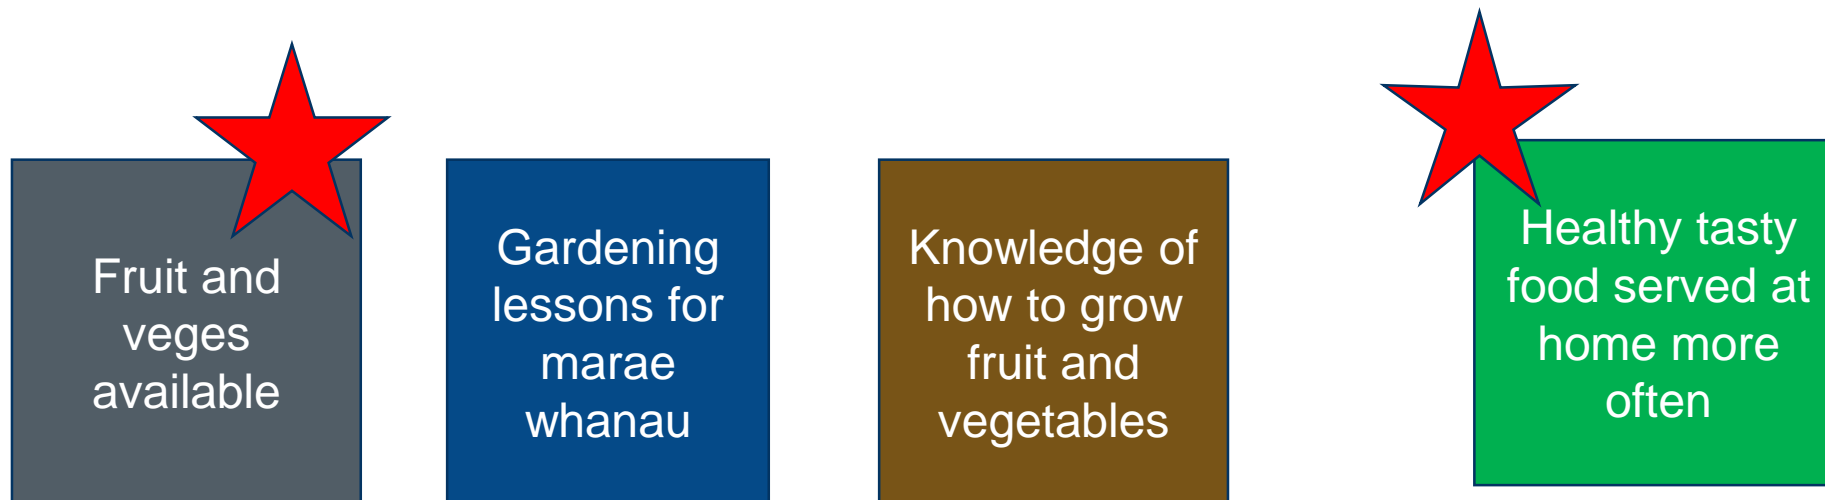 Fruit and
veges
available
Gardening
lessons for
marae
whanau
Knowledge of
how to grow
fruit and
vegetables
Healthy tasty
food served at
home more
often